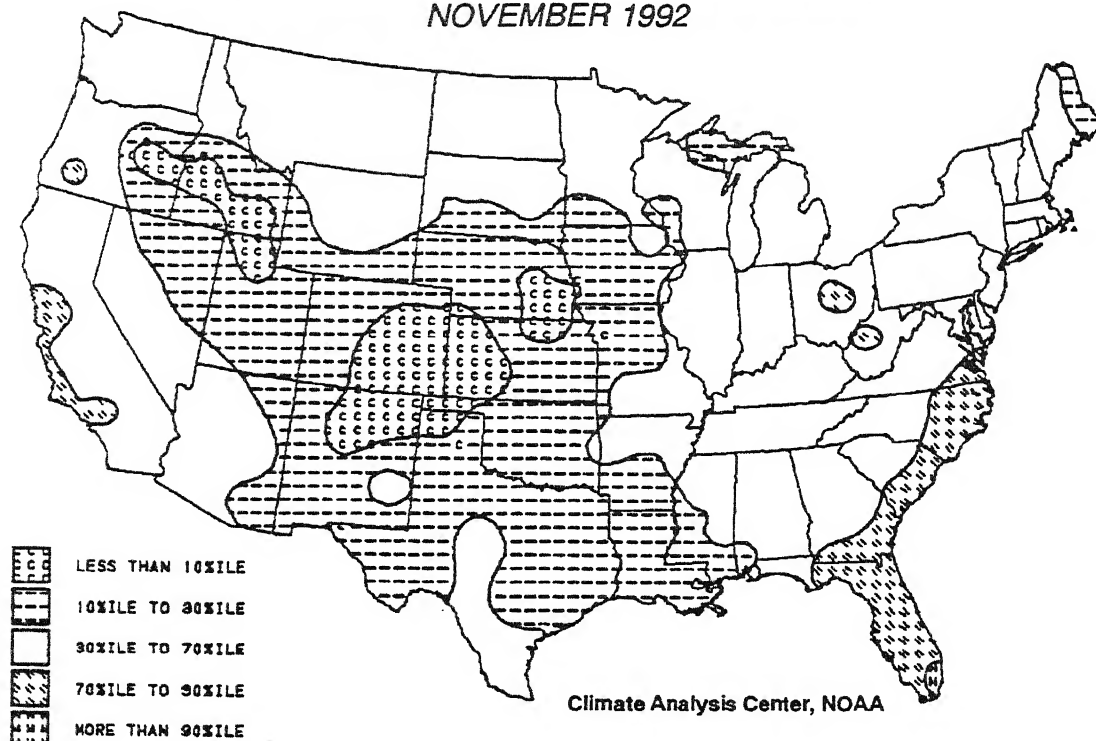 NOVEMBER 1992
LESS THAN 10%ILE
10%ILE TO 30%ILE
30%ILE TO 70%ILE
70%ILE TO 90%ILE
MORE THAN 90%ILE
Climate Analysis Center, NOAA